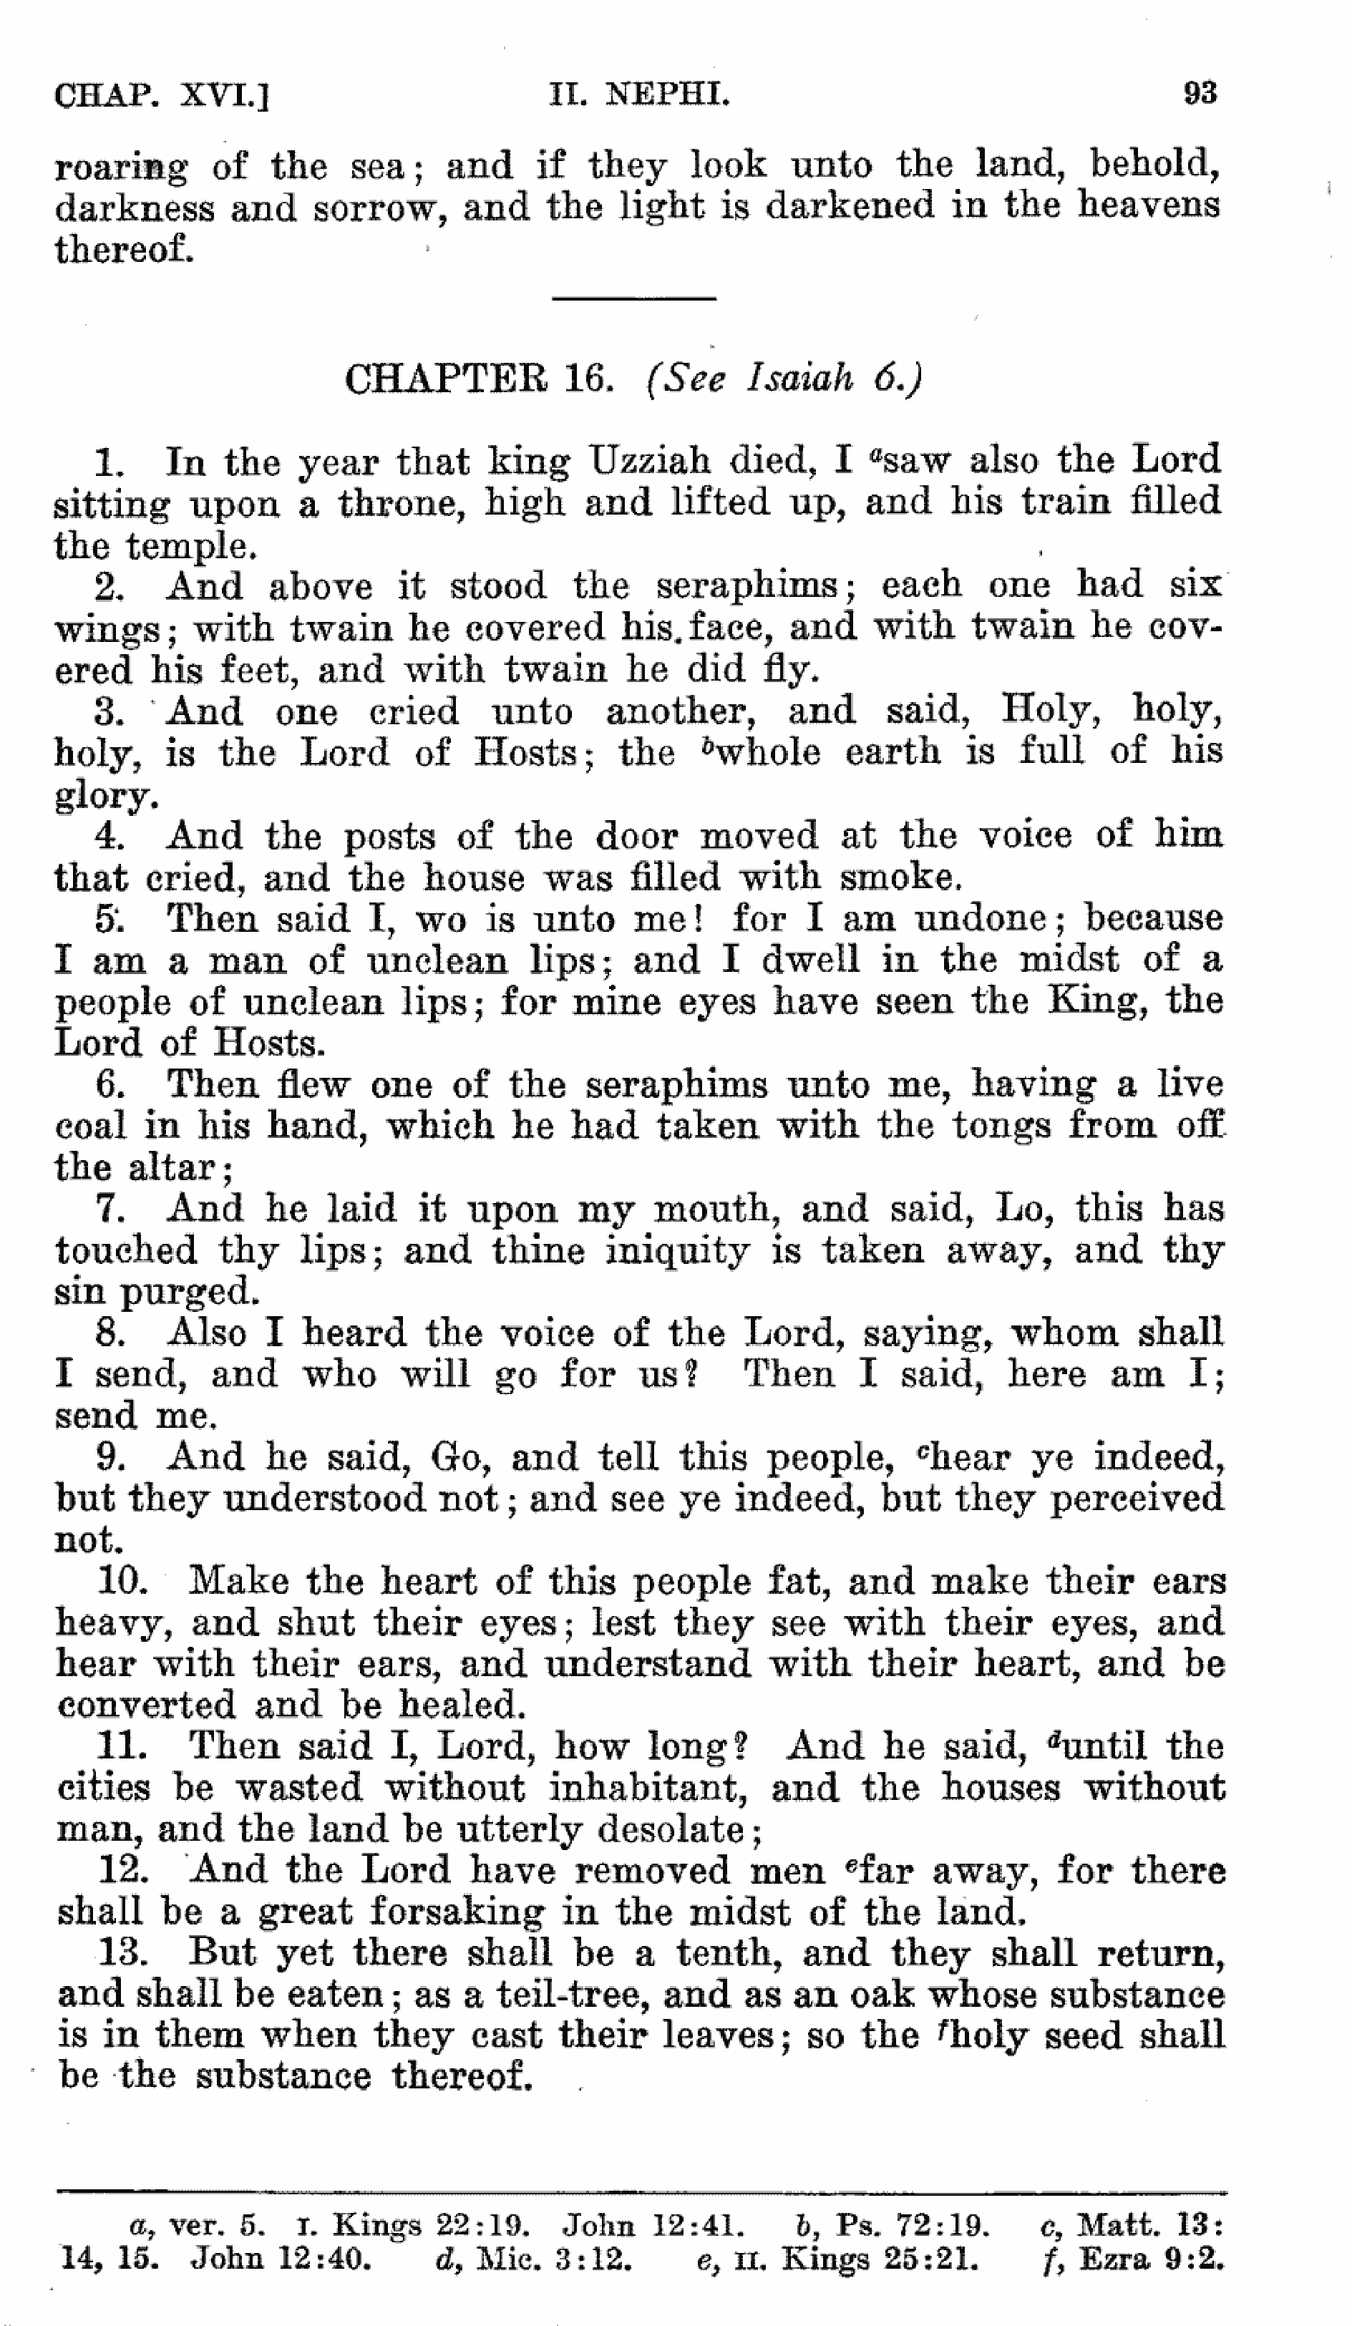 CHAP. XVI.] II. NEPHI. 93
roaring of the sea; and if they look unto the land, behold,
darkness and sorrow, and the light is darkened in the heavens
thereof.
CHAPTER 16. (See Isaiah 6.)
1. In the year that king Uzziah died, I ᵃsaw also the Lord
sitting upon a throne, high and lifted up, and his train filled
the temple.
2. And above it stood the seraphims; each one had six
wings; with twain he covered his face, and with twain he cov-
ered his feet, and with twain he did fly.
3. And one cried unto another, and said, Holy, holy,
holy, is the Lord of Hosts; the ᵇwhole earth is full of his
glory.
4. And the posts of the door moved at the voice of him
that cried, and the house was filled with smoke.
5. Then said I, wo is unto me! for I am undone; because
I am a man of unclean lips; and I dwell in the midst of a
people of unclean lips; for mine eyes have seen the King, the
Lord of Hosts.
6. Then flew one of the seraphims unto me, having a live
coal in his hand, which he had taken with the tongs from off
the altar;
7. And he laid it upon my mouth, and said, Lo, this has
touched thy lips; and thine iniquity is taken away, and thy
sin purged.
8. Also I heard the voice of the Lord, saying, whom shall
I send, and who will go for us? Then I said, here am I;
send me.
9. And he said, Go, and tell this people, ᶜhear ye indeed,
but they understood not; and see ye indeed, but they perceived
not.
10. Make the heart of this people fat, and make their ears
heavy, and shut their eyes; lest they see with their eyes, and
hear with their ears, and understand with their heart, and be
converted and be healed.
11. Then said I, Lord, how long? And he said, ᵈuntil the
cities be wasted without inhabitant, and the houses without
man, and the land be utterly desolate;
12. And the Lord have removed men ᵉfar away, for there
shall be a great forsaking in the midst of the land.
13. But yet there shall be a tenth, and they shall return,
and shall be eaten; as a teil-tree, and as an oak whose substance
is in them when they cast their leaves; so the ᶠholy seed shall
be the substance thereof.
a, ver. 5. I. Kings 22:19. John 12:41. b, Ps. 72:19. c, Matt. 13:
14, 15. John 12:40. d, Mic. 3:12. e, II. Kings 25:21. f, Ezra 9:2.